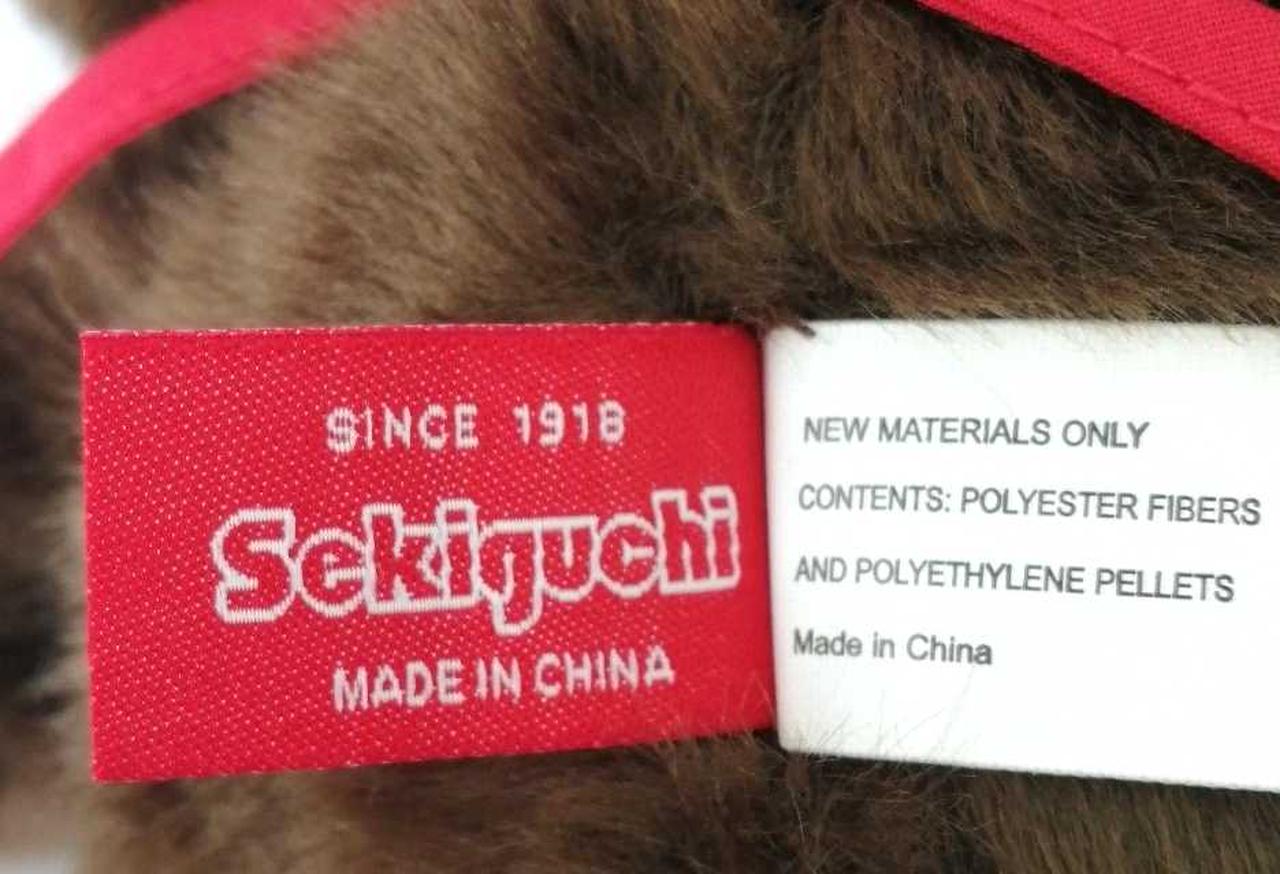 SINCE 1918
Sekiguchi
MADE IN CHINA
NEW MATERIALS ONLY
CONTENTS: POLYESTER FIBERS
AND POLYETHYLENE PELLETS
Made in China